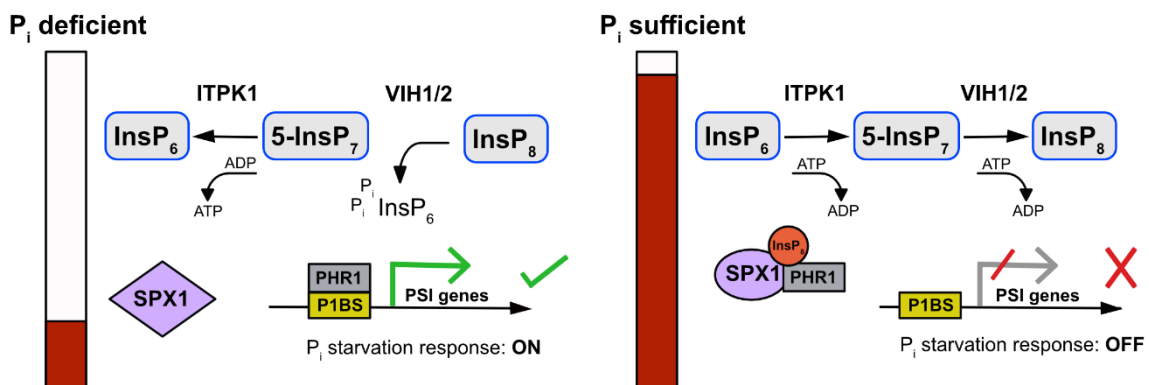 Pi deficient
ITPK1
VIH1/2
InsP6
5-InsP7
InsP8
ADP
ATP
Pi
Pi InsP6
SPX1
PHR1
P1BS
PSI genes
Pi starvation response: ON
Pi sufficient
ITPK1
VIH1/2
InsP6
5-InsP7
InsP8
ATP
ADP
ATP
ADP
InsP8
SPX1
PHR1
P1BS
PSI genes
Pi starvation response: OFF